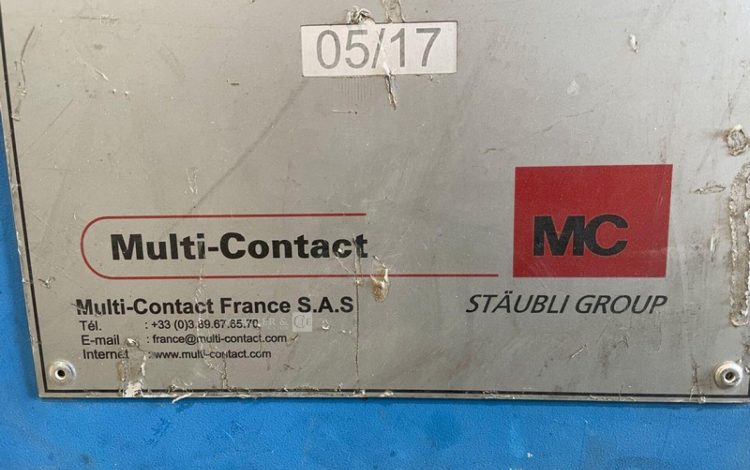 05/17
Multi-Contact
MC
Multi-Contact France S.A.S
STÄUBLI GROUP
Tél. : +33 (0)3.89.67.65.70
E-mail : france@multi-contact.com
Internet : www.multi-contact.com